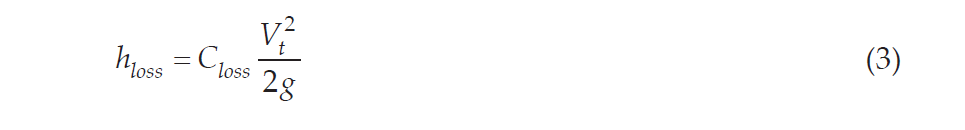 h_loss = C_loss V_t^2 / 2g (3)